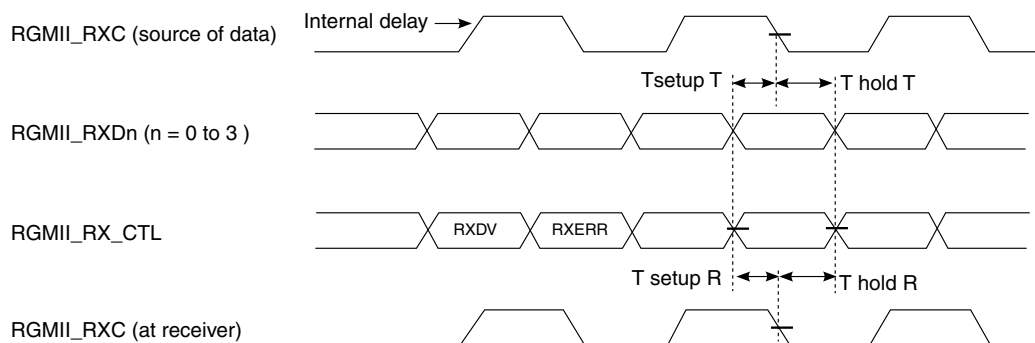 Internal delay
RGMII_RXC (source of data)
Tsetup T
T hold T
RGMII_RXDn (n = 0 to 3 )
RGMII_RX_CTL
RXDV
RXERR
T setup R
T hold R
RGMII_RXC (at receiver)